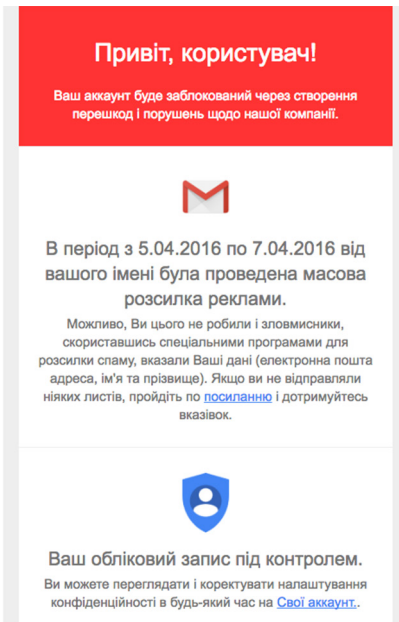 Привіт, користувач!
Ваш аккаунт буде заблокований через створення
перешкод і порушень щодо нашої компанії.
В період з 5.04.2016 по 7.04.2016 від
вашого імені була проведена масова
розсилка реклами.
Можливо, Ви цього не робили і зловмисники,
скориставшись спеціальними програмами для
розсилки спаму, вказали Ваші дані (електронна пошта
адреса, ім'я та прізвище). Якщо ви не відправляли
ніяких листів, пройдіть по посиланню і дотримуйтесь
вказівок.
Ваш обліковий запис під контролем.
Ви можете переглядати і коректувати налаштування
конфіденційності в будь-який час на Свої аккаунт..